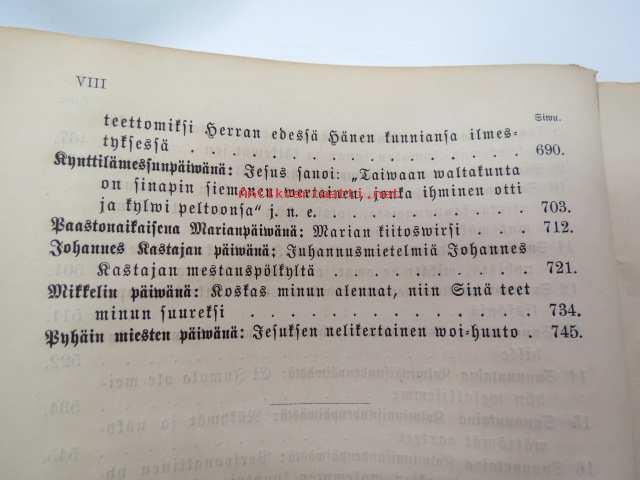 VIII
Siwu.
teettomiksi Herran edessä Hänen kunniansa ilmes-
tyksessä . . . . . . . . . . . . . . . 690.
Kynttilämessunpäiwänä: Jesus sanoi: „Taiwaan waltakunta
on sinapin siemenen wertainen, jonka ihminen otti
ja kylwi peltoonsa“ j. n. e. . . . . . . . . . 703.
Paastonaikaisena Marianpäiwänä: Marian kiitoswirsi . . 712.
Johannes Kastajan päiwänä: Juhannusmietelmiä Johannes
Kastajan mestauspölkyltä . . . . . . . . . 721.
Mikkelin päiwänä: Koskas minun alennat, niin Sinä teet
minun suureksi . . . . . . . . . . . . . 734.
Pyhäin miesten päiwänä: Jesuksen nelikertainen woi-huuto . 745.